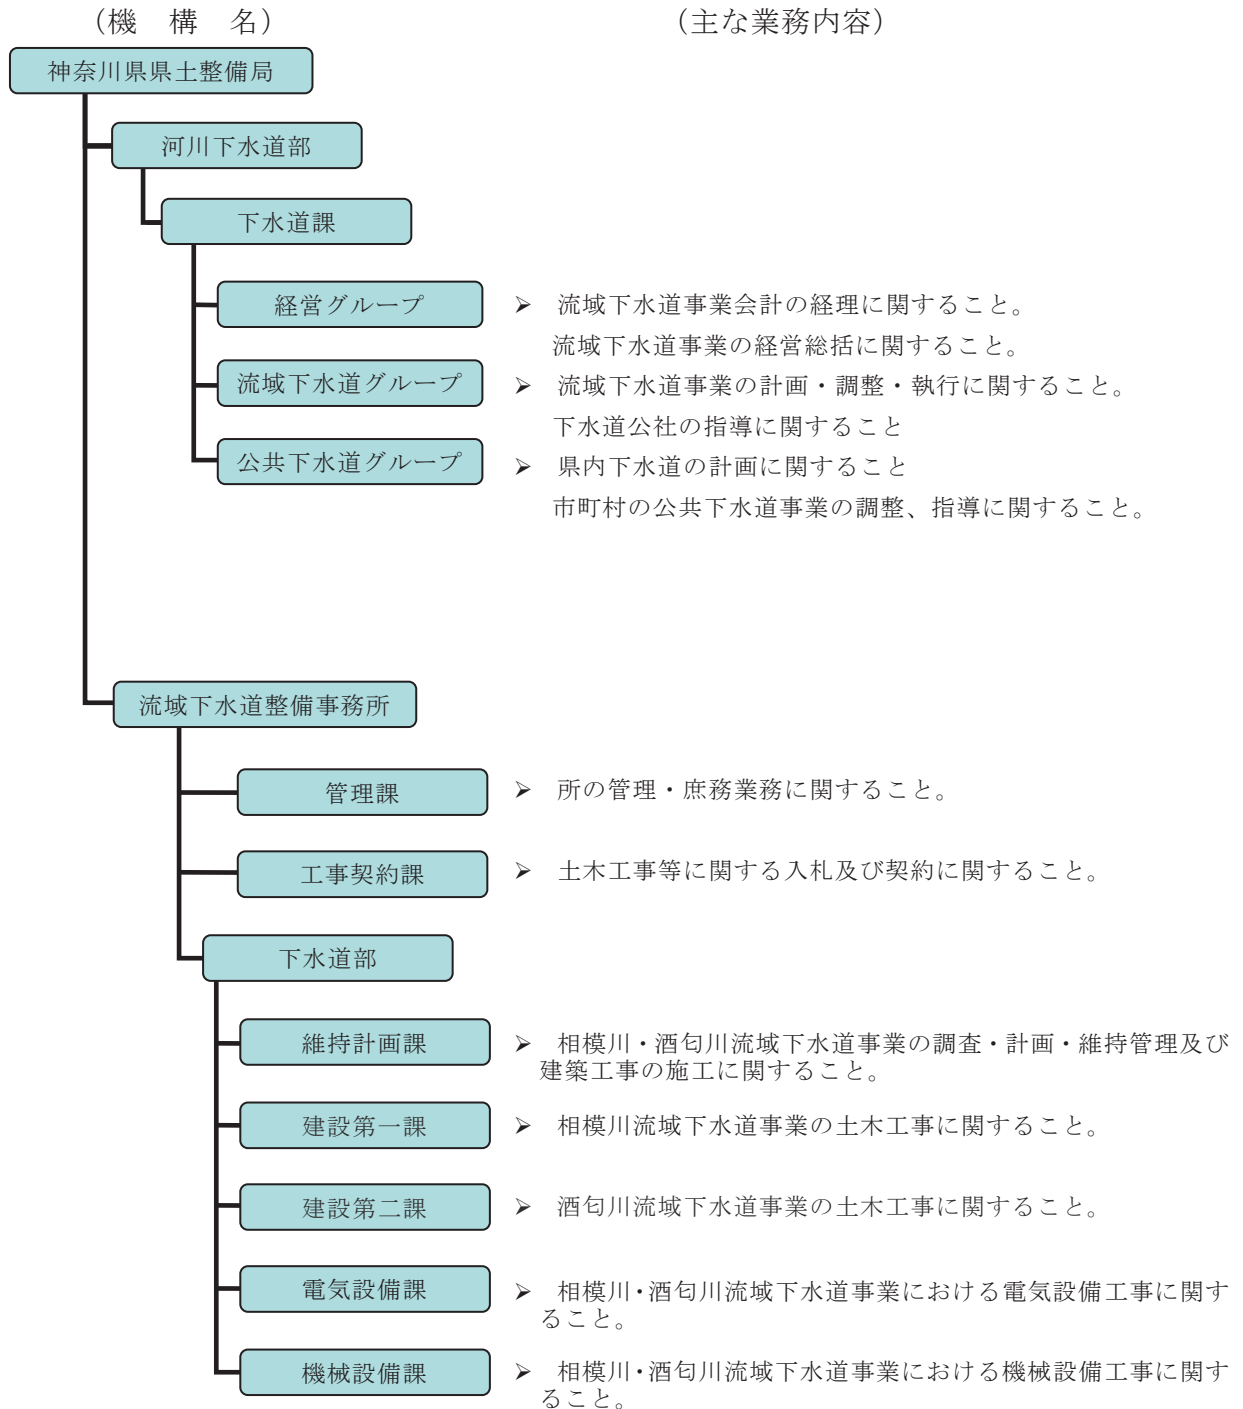 （機　構　名）
（主な業務内容）
神奈川県県土整備局
河川下水道部
下水道課
経営グループ
➢ 流域下水道事業会計の経理に関すること。
流域下水道事業の経営総括に関すること。
流域下水道グループ
➢ 流域下水道事業の計画・調整・執行に関すること。
下水道公社の指導に関すること
公共下水道グループ
➢ 県内下水道の計画に関すること
市町村の公共下水道事業の調整、指導に関すること。
流域下水道整備事務所
管理課
➢ 所の管理・庶務業務に関すること。
工事契約課
➢ 土木工事等に関する入札及び契約に関すること。
下水道部
維持計画課
➢ 相模川・酒匂川流域下水道事業の調査・計画・維持管理及び
建築工事の施工に関すること。
建設第一課
➢ 相模川流域下水道事業の土木工事に関すること。
建設第二課
➢ 酒匂川流域下水道事業の土木工事に関すること。
電気設備課
➢ 相模川・酒匂川流域下水道事業における電気設備工事に関す
ること。
機械設備課
➢ 相模川・酒匂川流域下水道事業における機械設備工事に関す
ること。